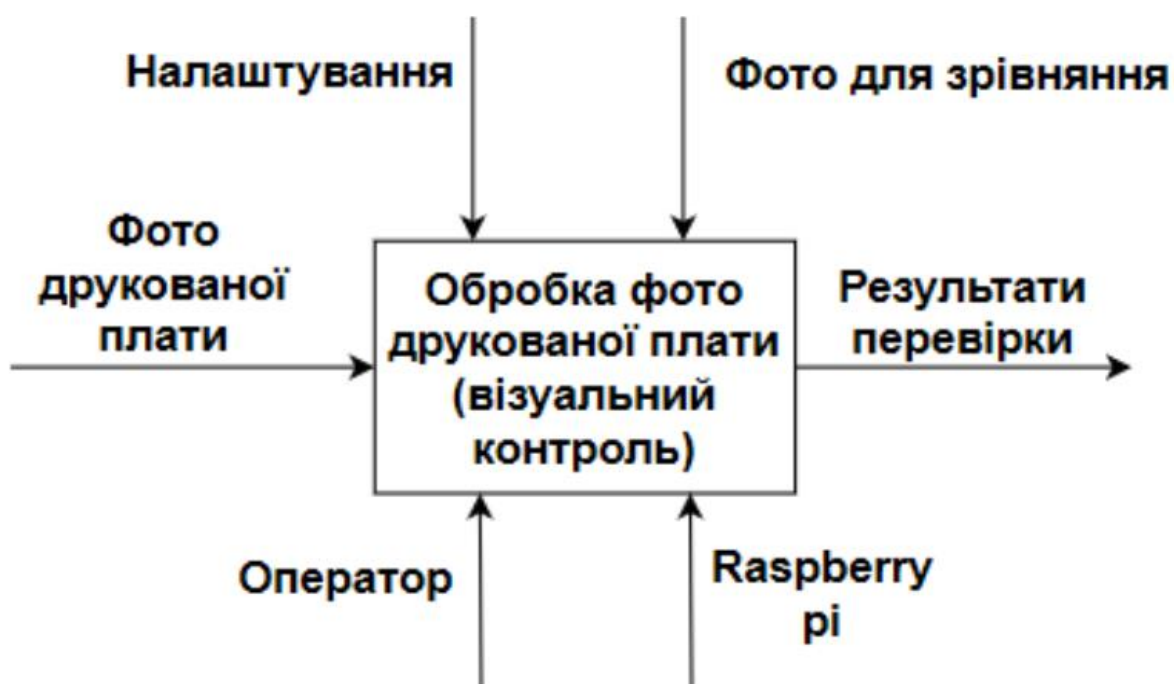 Налаштування
Фото для зрівняння
Фото
друкованої
плати
Обробка фото
друкованої плати
(візуальний
контроль)
Результати
перевірки
Оператор
Raspberry
pi